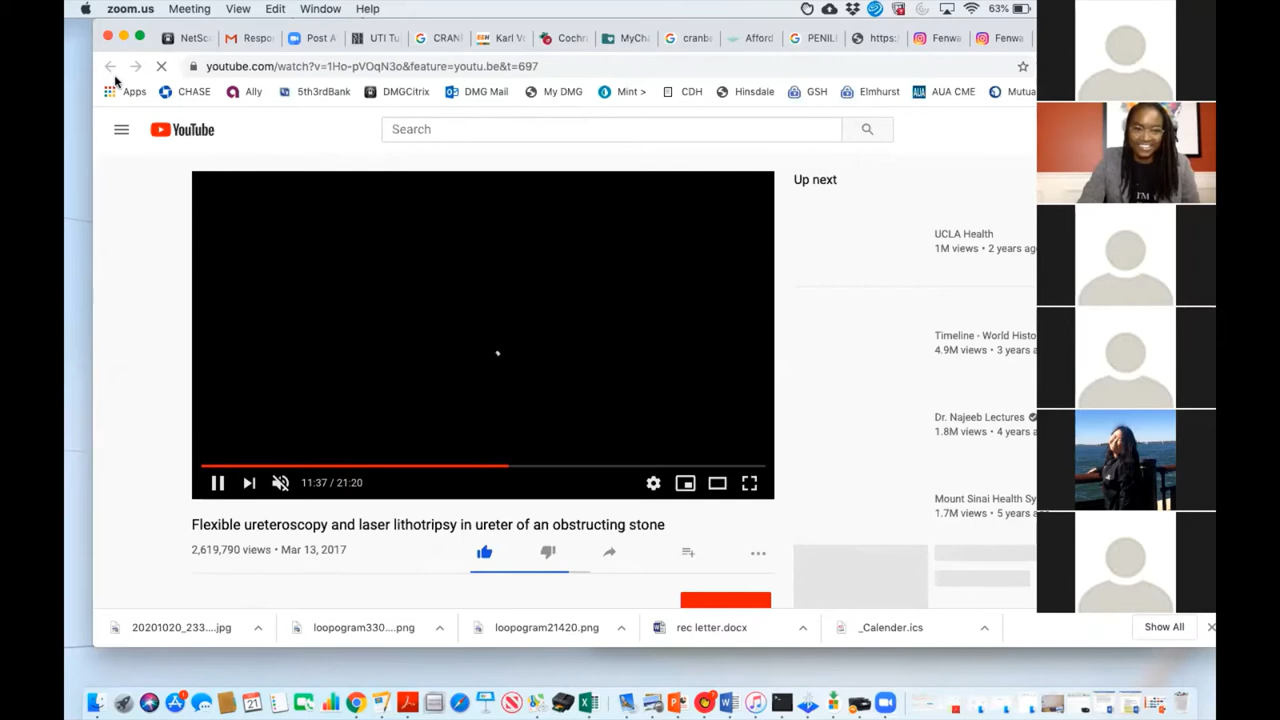 zoom.us Meeting View Edit Window Help 63%
NetSc Respo Post A UTI Tu CRAN Karl V Cochr MyCha cranbe Afford PENIL https: Fenwa Fenwa
youtube.com/watch?v=1Ho-pVOqN3o&feature=youtu.be&t=697
Apps CHASE Ally 5th3rdBank DMGCitrix DMG Mail My DMG Mint > CDH Hinsdale GSH Elmhurst AUA CME Mutua
YouTube Search
Up next
UCLA Health
1M views • 2 years ago
I'M
Timeline - World Histo
4.9M views • 3 years a
Dr. Najeeb Lectures
1.8M views • 4 years a
11:37 / 21:20
Mount Sinai Health Sy
1.7M views • 5 years a
Flexible ureteroscopy and laser lithotripsy in ureter of an obstructing stone
2,619,790 views • Mar 13, 2017
20201020_233....jpg loopogram330....png loopogram21420.png rec letter.docx _Calender.ics Show All